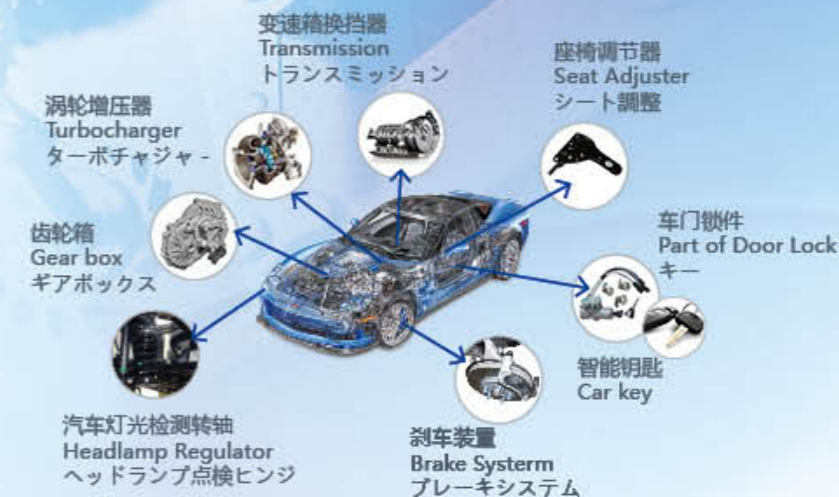 变速箱换挡器
Transmission
トランスミッション
座椅调节器
Seat Adjuster
シート調整
涡轮增压器
Turbocharger
ターボチャジャ -
车门锁件
Part of Door Lock
キー
齿轮箱
Gear box
ギアボックス
智能钥匙
Car key
汽车灯光检测转轴
Headlamp Regulator
ヘッドランプ点検ヒンジ
刹车装量
Brake Systerm
ブレーキシステム